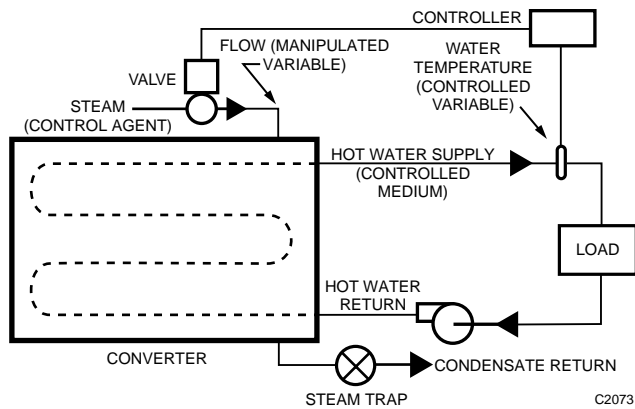 CONTROLLER
FLOW (MANIPULATED
VARIABLE)
WATER
TEMPERATURE
(CONTROLLED
VARIABLE)
VALVE
STEAM
(CONTROL AGENT)
HOT WATER SUPPLY
(CONTROLLED
MEDIUM)
LOAD
HOT WATER
RETURN
CONVERTER
CONDENSATE RETURN
STEAM TRAP
C2073